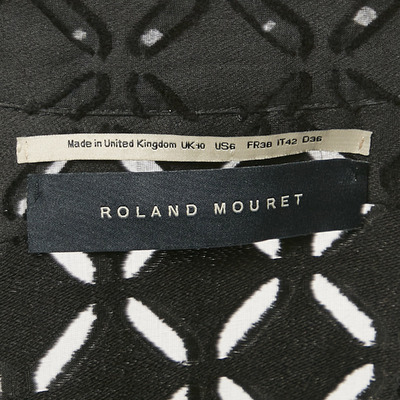 Made in United Kingdom UK10 US6 FR38 IT42 D36
ROLAND MOURET